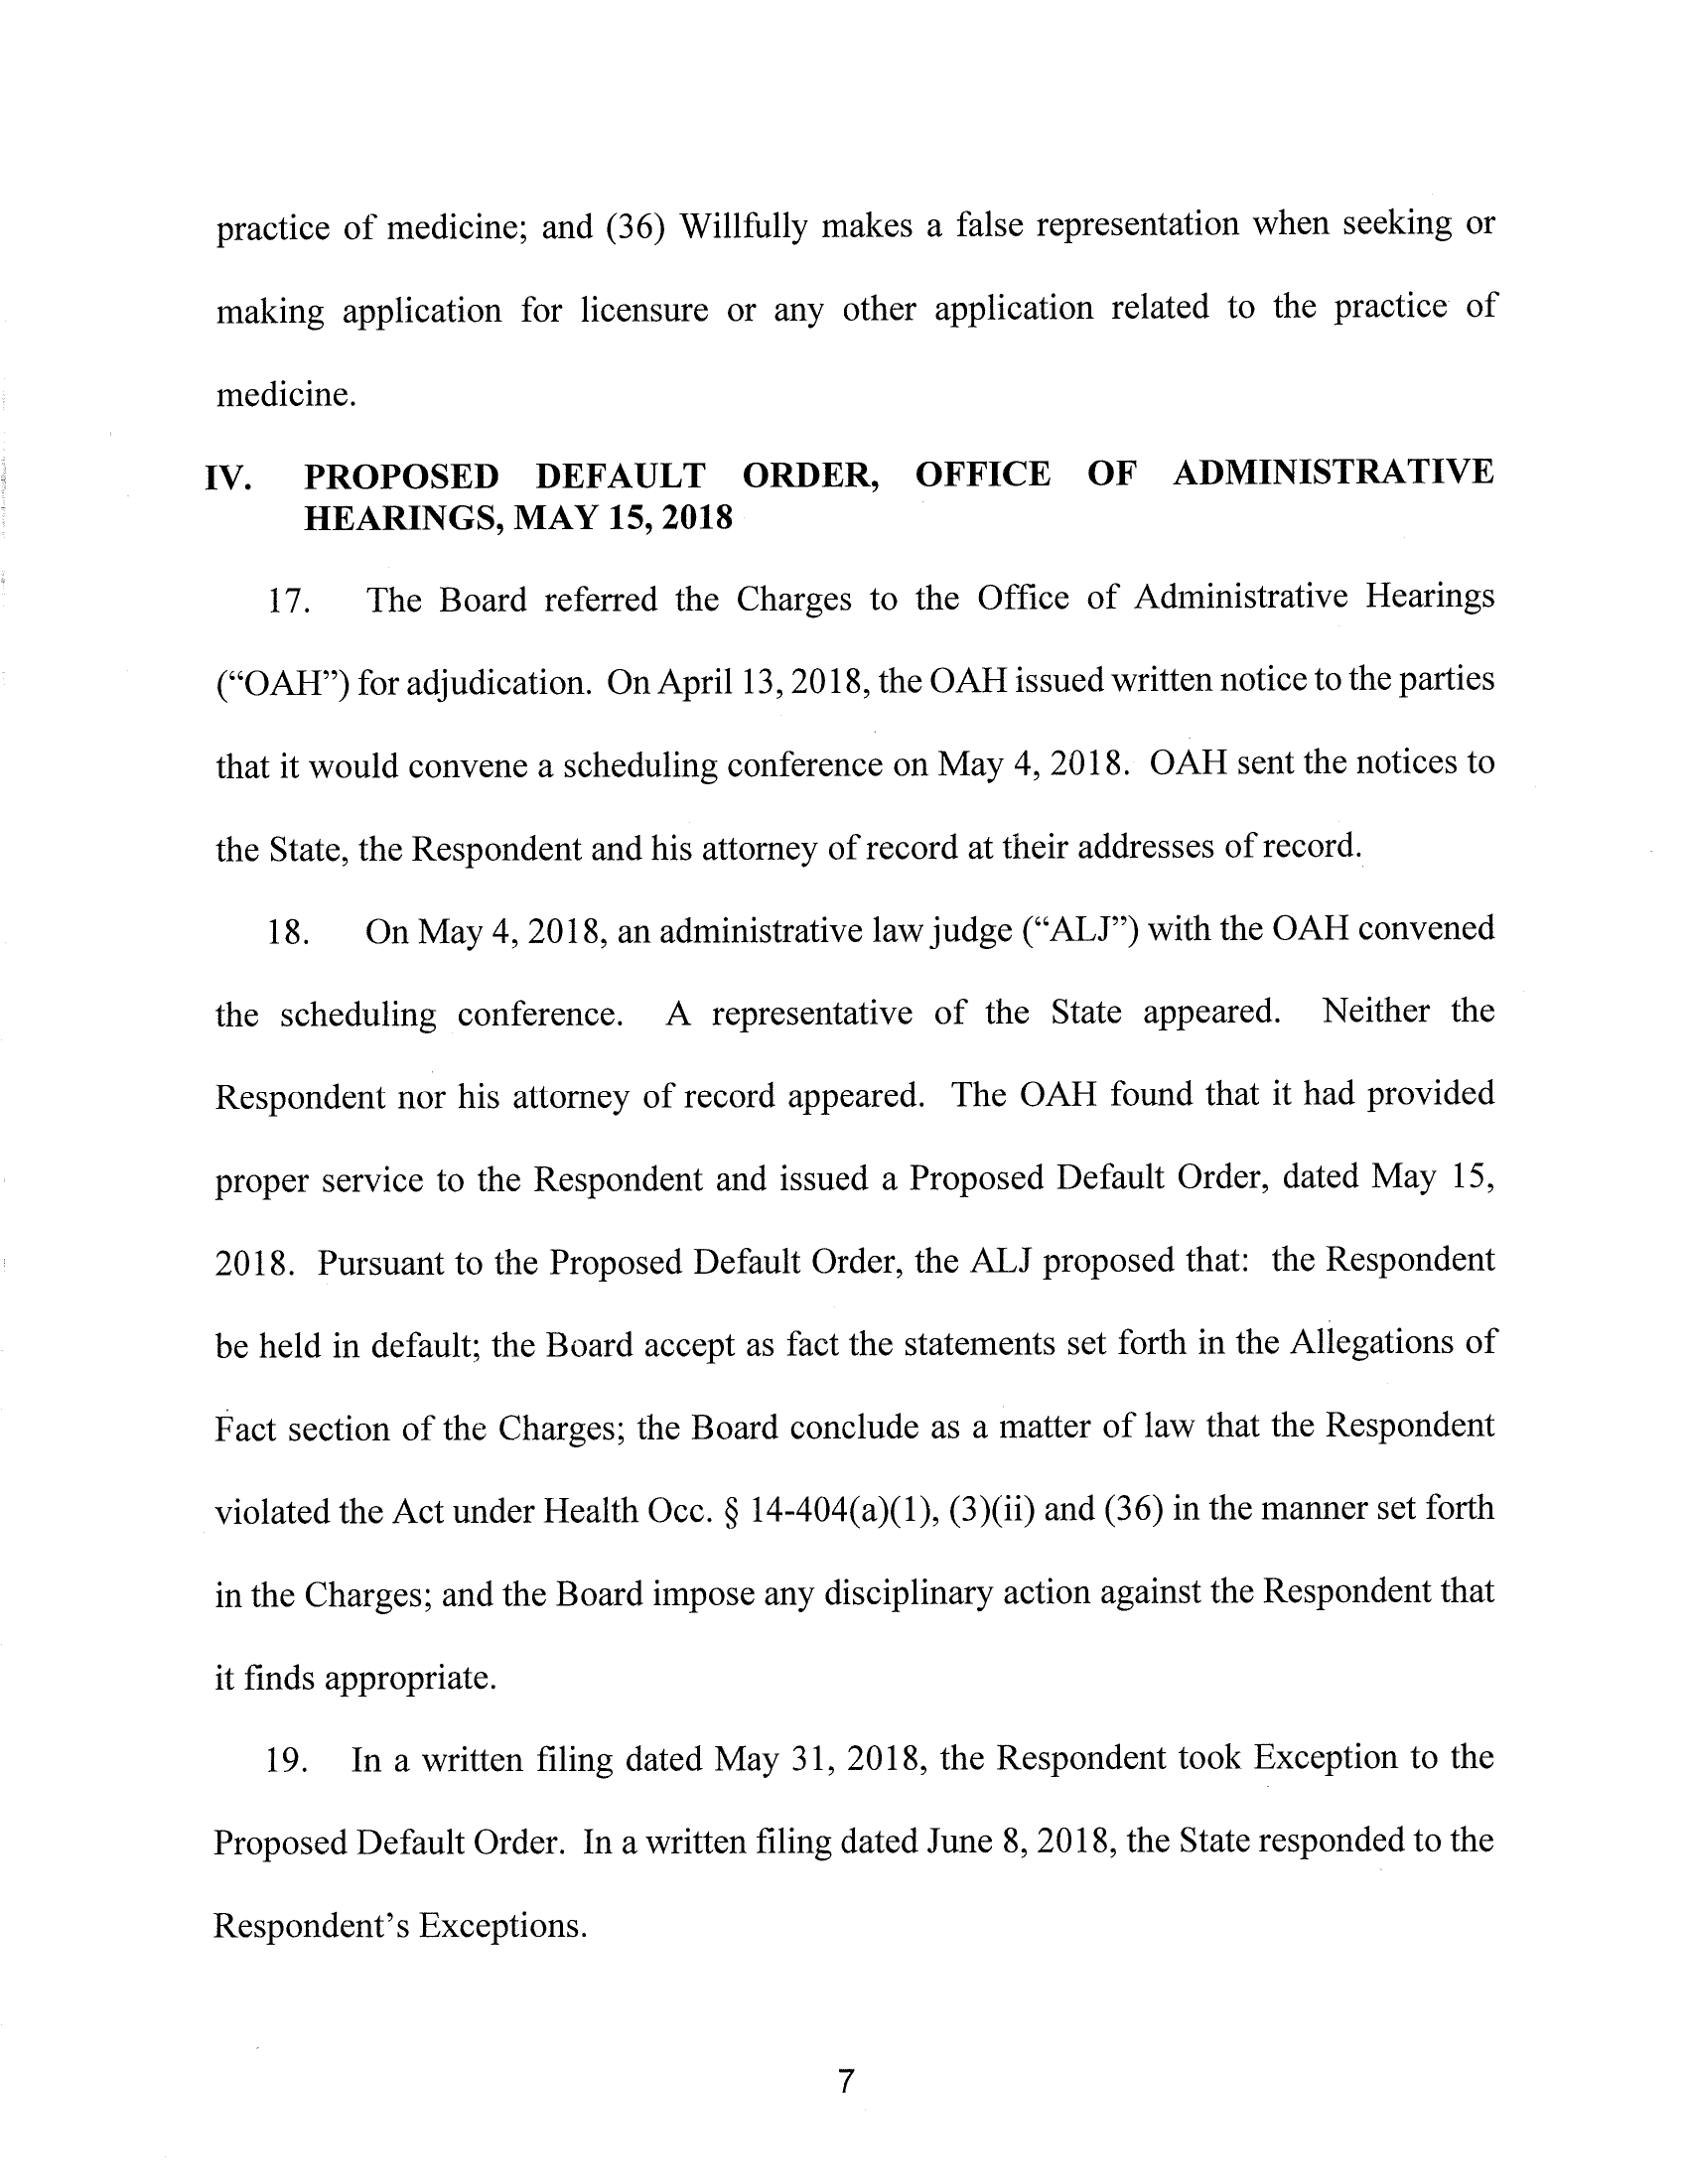 practice of medicine; and (36) Willfully makes a false representation when seeking or
making application for licensure or any other application related to the practice of
medicine.
IV. PROPOSED DEFAULT ORDER, OFFICE OF ADMINISTRATIVE
HEARINGS, MAY 15, 2018
17. The Board referred the Charges to the Office of Administrative Hearings
(“OAH”) for adjudication. On April 13, 2018, the OAH issued written notice to the parties
that it would convene a scheduling conference on May 4, 2018. OAH sent the notices to
the State, the Respondent and his attorney of record at their addresses of record.
18. On May 4, 2018, an administrative law judge (“ALJ”) with the OAH convened
the scheduling conference. A representative of the State appeared. Neither the
Respondent nor his attorney of record appeared. The OAH found that it had provided
proper service to the Respondent and issued a Proposed Default Order, dated May 15,
2018. Pursuant to the Proposed Default Order, the ALJ proposed that: the Respondent
be held in default; the Board accept as fact the statements set forth in the Allegations of
Fact section of the Charges; the Board conclude as a matter of law that the Respondent
violated the Act under Health Occ. § 14-404(a)(1), (3)(ii) and (36) in the manner set forth
in the Charges; and the Board impose any disciplinary action against the Respondent that
it finds appropriate.
19. In a written filing dated May 31, 2018, the Respondent took Exception to the
Proposed Default Order. In a written filing dated June 8, 2018, the State responded to the
Respondent’s Exceptions.
7